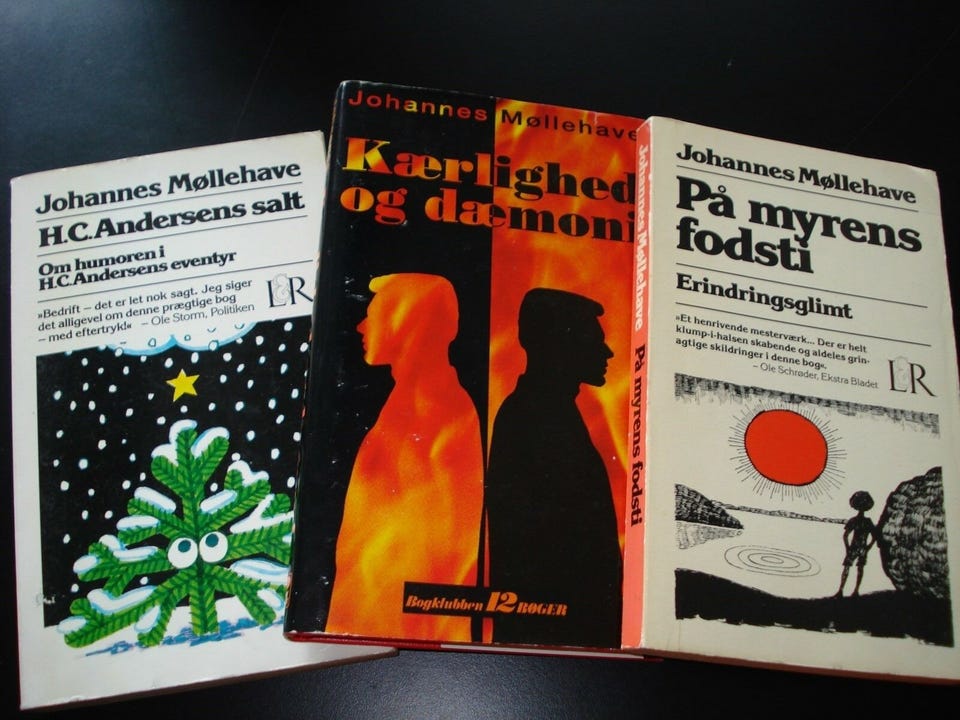 Johannes Møllehave
H.C. Andersens salt
Om humoren i
H.C. Andersens eventyr
»Bedrift – det er let nok sagt. Jeg siger
det alligevel om denne prægtige bog
– med eftertryk!« – Ole Storm, Politiken
L&R
Johannes Møllehave
Kærlighed
og dæmoni
Bogklubben 12 BØGER
Johannes Møllehave På myrens fodsti
Johannes Møllehave
På myrens
fodsti
Erindringsglimt
»Et henrivende mesterværk... Der er helt
klump-i-halsen skabende og aldeles grin-
agtige skildringer i denne bog«.
– Ole Schrøder, Ekstra Bladet
L&R